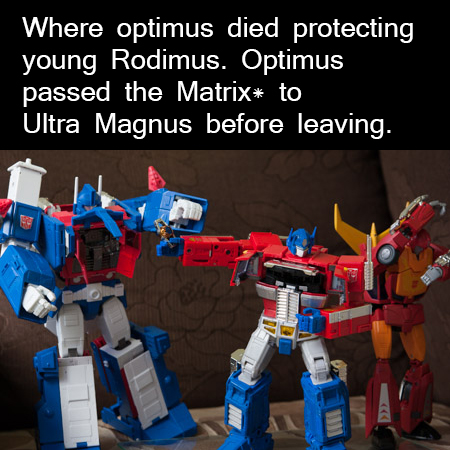 Where optimus died protecting
young Rodimus. Optimus
passed the Matrix* to
Ultra Magnus before leaving.